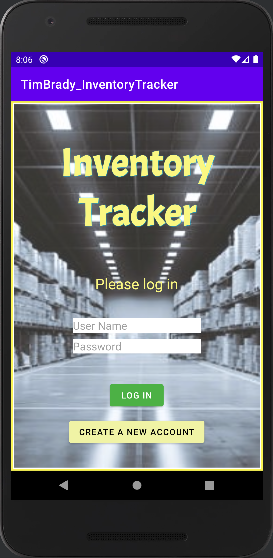 8:06
TimBrady_InventoryTracker
Inventory
Tracker
Please log in
User Name
Password
LOG IN
CREATE A NEW ACCOUNT